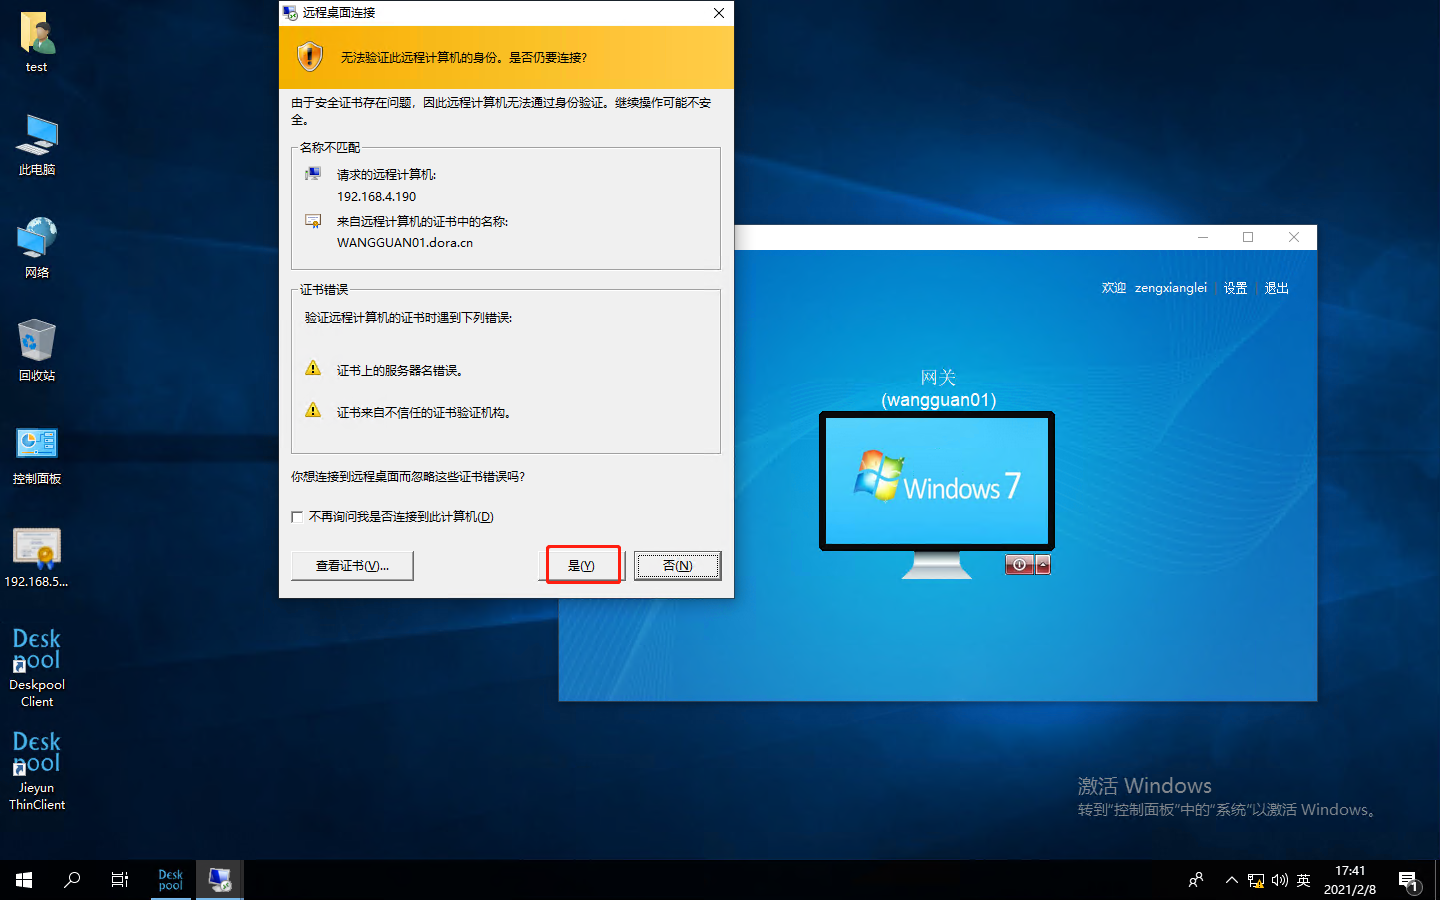 test
此电脑
网络
回收站
控制面板
192.168.5...
Desk
pool
Deskpool
Client
Desk
pool
Jieyun
ThinClient
远程桌面连接
无法验证此远程计算机的身份。是否仍要连接?
由于安全证书存在问题，因此远程计算机无法通过身份验证。继续操作可能不安
全。
名称不匹配
请求的远程计算机:
192.168.4.190
来自远程计算机的证书中的名称:
WANGGUAN01.dora.cn
证书错误
验证远程计算机的证书时遇到下列错误:
证书上的服务器名错误。
证书来自不信任的证书验证机构。
你想连接到远程桌面而忽略这些证书错误吗?
不再询问我是否连接到此计算机(D)
查看证书(V)...
是(Y)
否(N)
欢迎 zengxianglei 设置 退出
网关
(wangguan01)
Windows 7
激活 Windows
转到“控制面板”中的“系统”以激活 Windows。
Desk
pool
英
17:41
2021/2/8
1